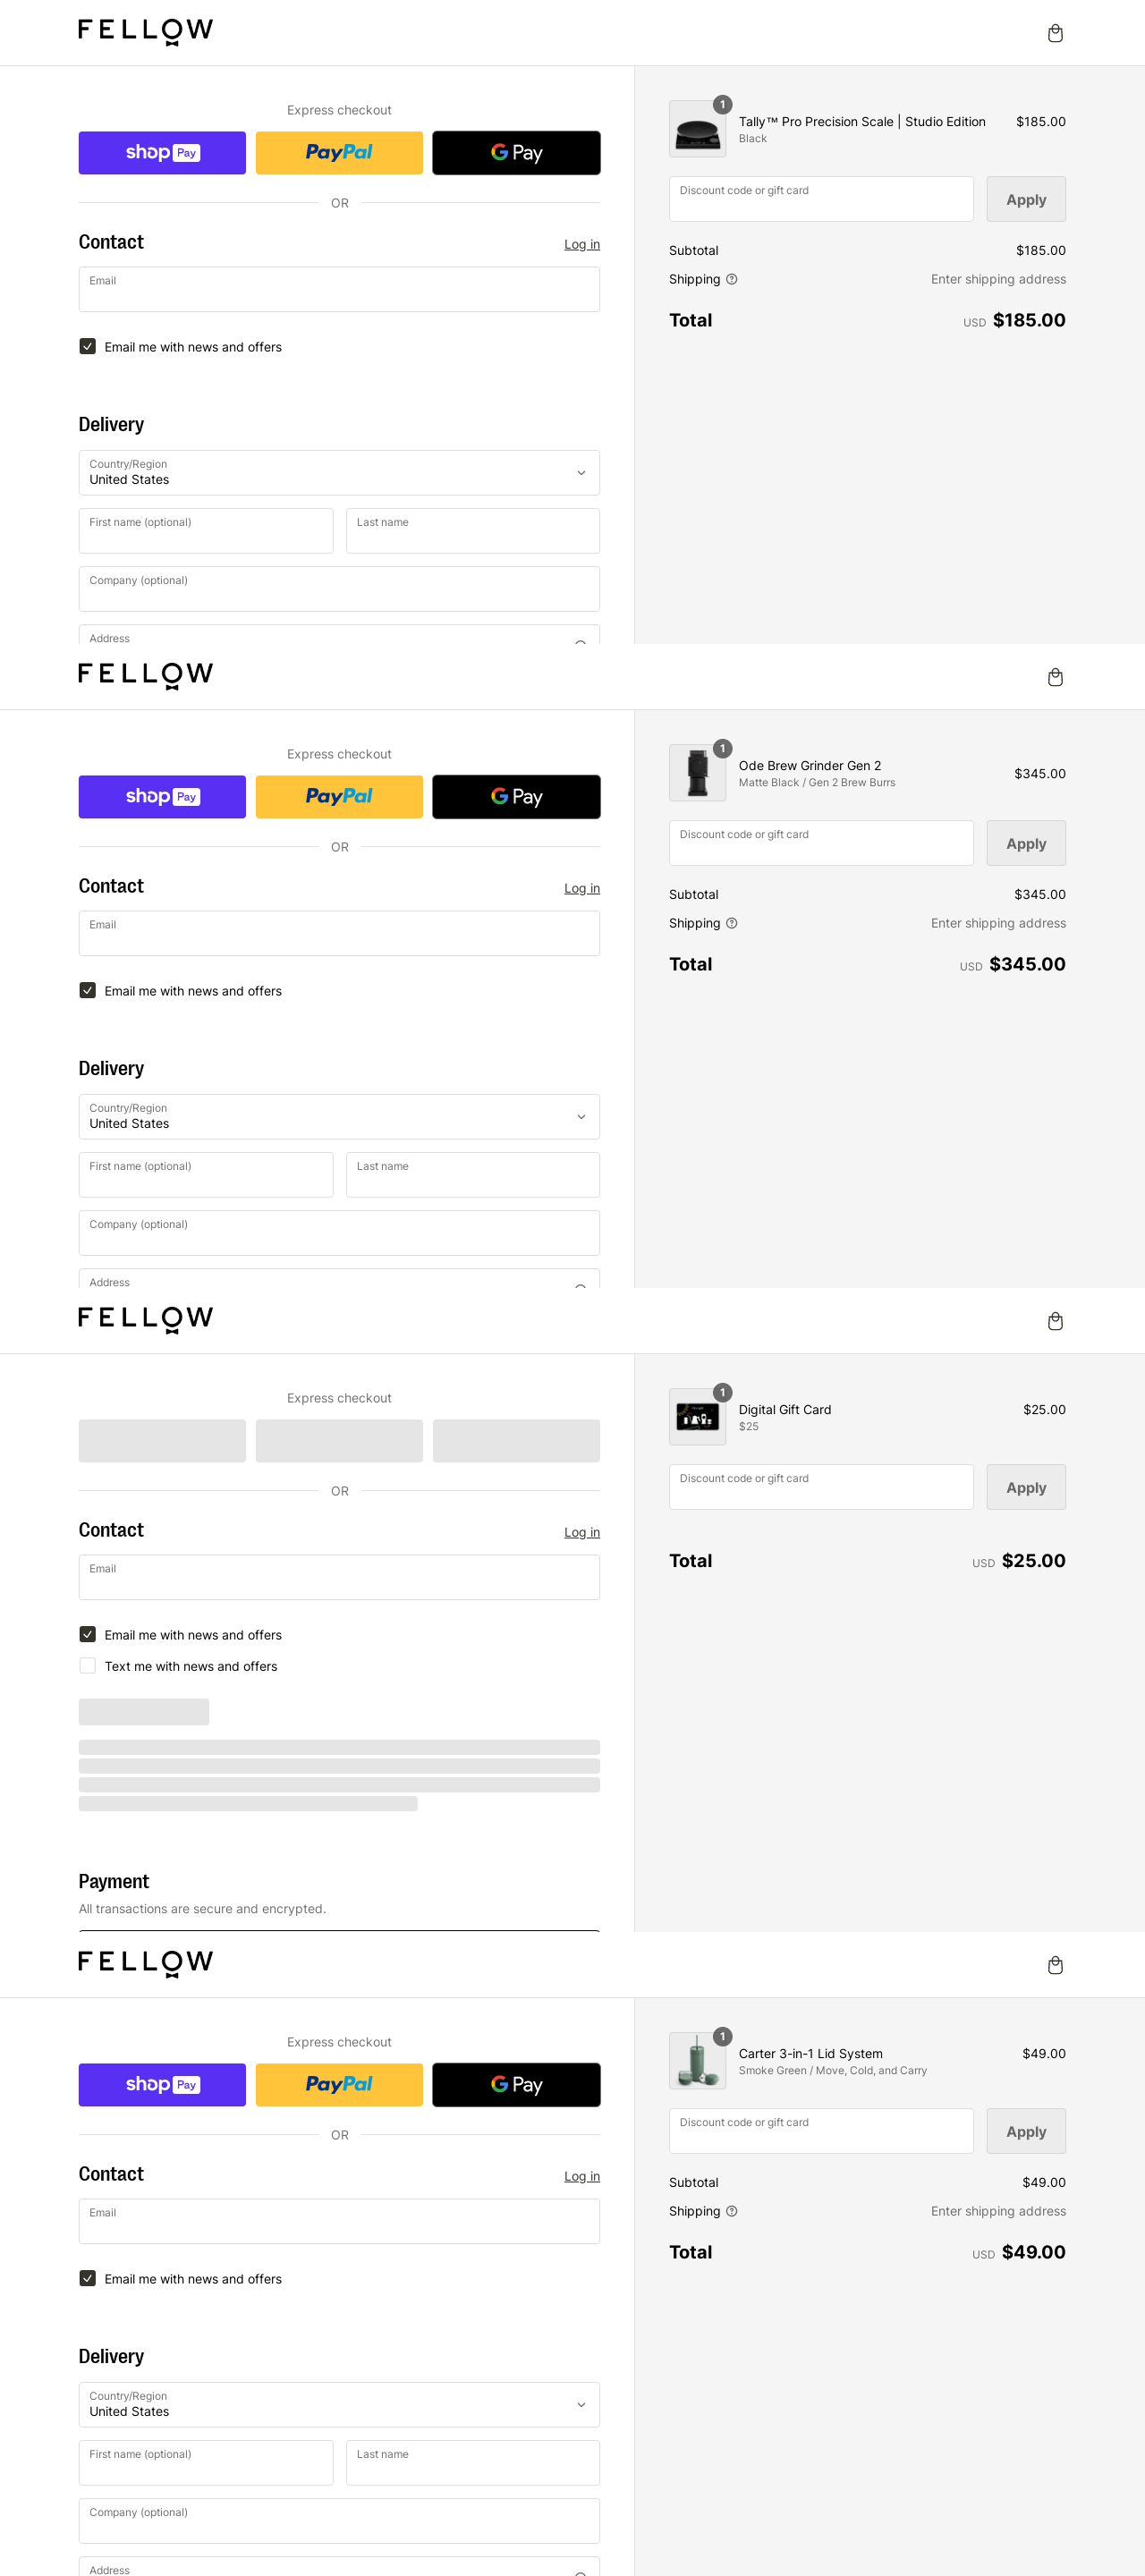 FELLOW
Express checkout
shop Pay
PayPal
G Pay
OR
Contact
Log in
Email
Email me with news and offers
Delivery
Country/Region
United States
First name (optional)
Last name
Company (optional)
Address
1
Tally™ Pro Precision Scale | Studio Edition
$185.00
Black
Discount code or gift card
Apply
Subtotal
$185.00
Shipping
Enter shipping address
Total
USD $185.00
FELLOW
Express checkout
shop Pay
PayPal
G Pay
OR
Contact
Log in
Email
Email me with news and offers
Delivery
Country/Region
United States
First name (optional)
Last name
Company (optional)
Address
1
Ode Brew Grinder Gen 2
Matte Black / Gen 2 Brew Burrs
$345.00
Discount code or gift card
Apply
Subtotal
$345.00
Shipping
Enter shipping address
Total
USD $345.00
FELLOW
Express checkout
OR
Contact
Log in
Email
Email me with news and offers
Text me with news and offers
Payment
All transactions are secure and encrypted.
1
Digital Gift Card
$25.00
$25
Discount code or gift card
Apply
Total
USD $25.00
FELLOW
Express checkout
shop Pay
PayPal
G Pay
OR
Contact
Log in
Email
Email me with news and offers
Delivery
Country/Region
United States
First name (optional)
Last name
Company (optional)
Address
1
Carter 3-in-1 Lid System
$49.00
Smoke Green / Move, Cold, and Carry
Discount code or gift card
Apply
Subtotal
$49.00
Shipping
Enter shipping address
Total
USD $49.00